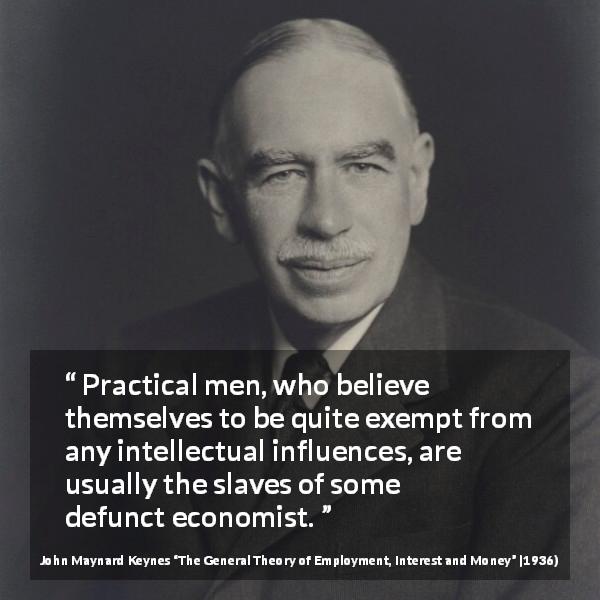 “ Practical men, who believe
themselves to be quite exempt from
any intellectual influences, are
usually the slaves of some
defunct economist. ”
John Maynard Keynes “The General Theory of Employment, Interest and Money” (1936)